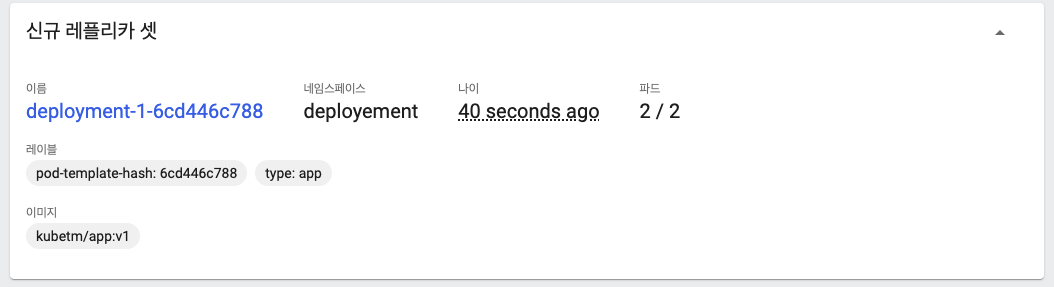 신규 레플리카 셋
이름 네임스페이스 나이 파드
deployment-1-6cd446c788 deployement 40 seconds ago 2 / 2
레이블
pod-template-hash: 6cd446c788 type: app
이미지
kubetm/app:v1